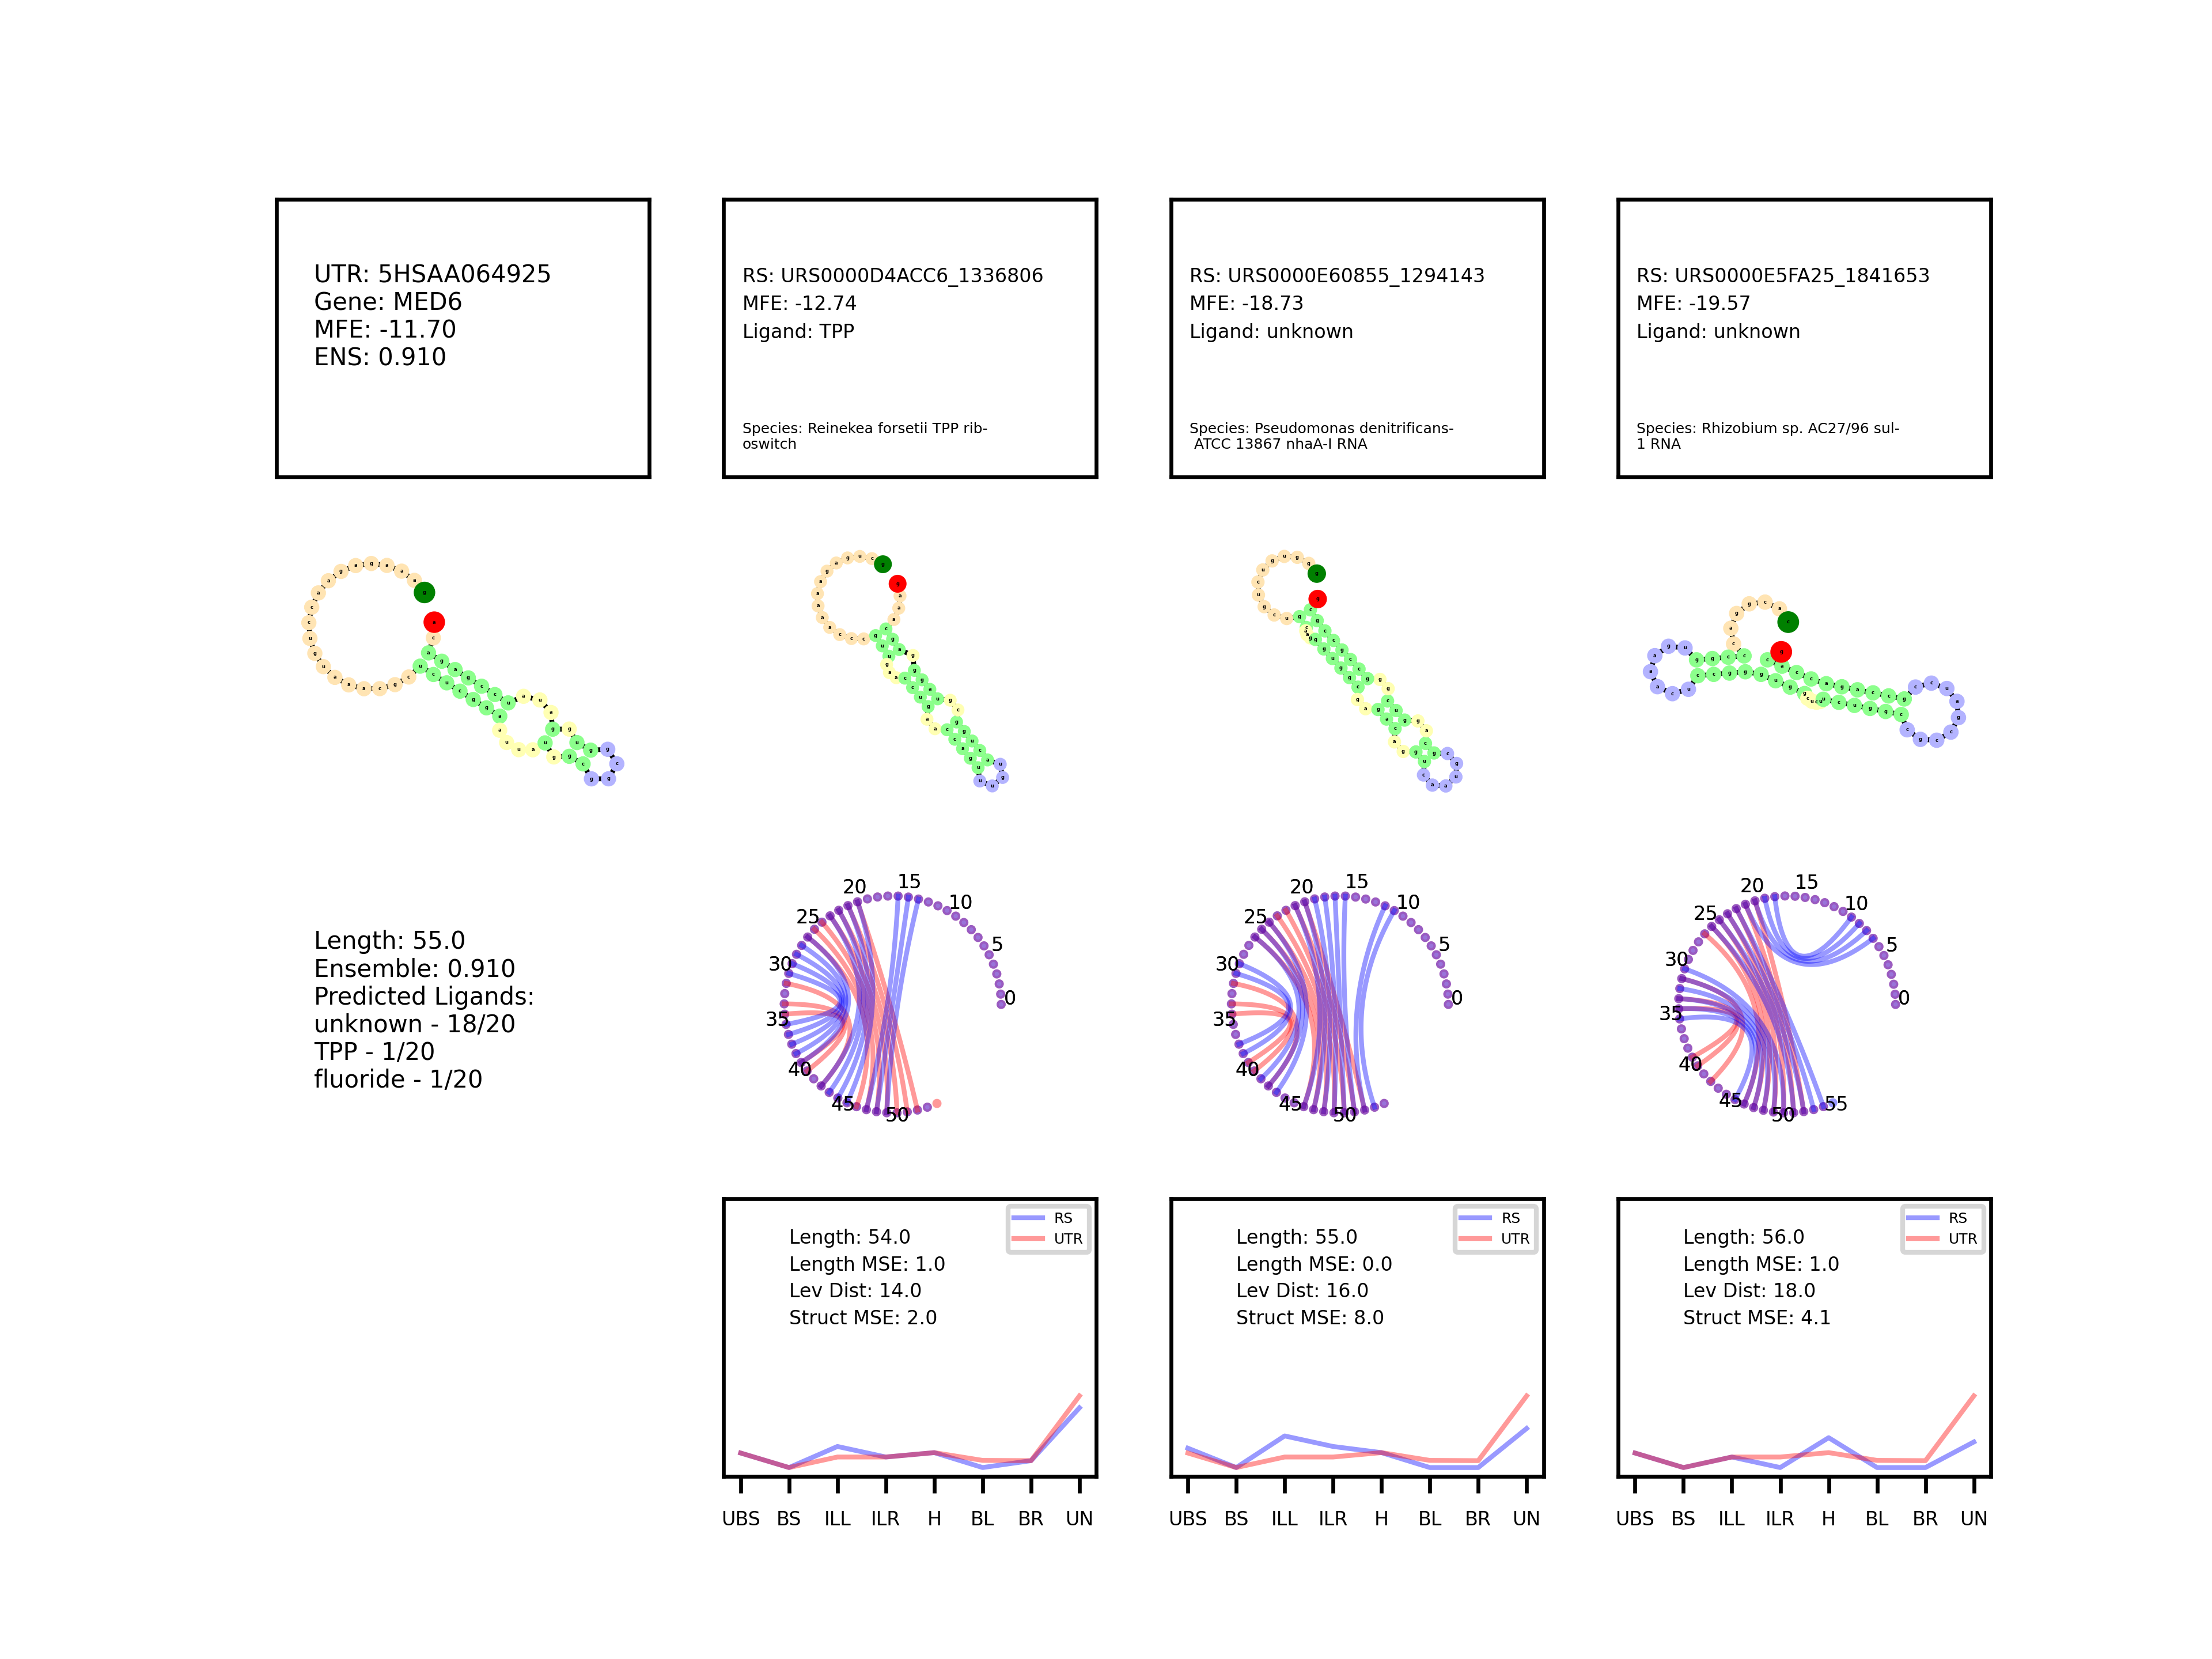 UTR: 5HSAA064925
Gene: MED6
MFE: -11.70
ENS: 0.910
RS: URS0000D4ACC6_1336806
MFE: -12.74
Ligand: TPP
Species: Reinekea forsetii TPP rib-
oswitch
RS: URS0000E60855_1294143
MFE: -18.73
Ligand: unknown
Species: Pseudomonas denitrificans-
ATCC 13867 nhaA-I RNA
RS: URS0000E5FA25_1841653
MFE: -19.57
Ligand: unknown
Species: Rhizobium sp. AC27/96 sul-
1 RNA
Length: 55.0
Ensemble: 0.910
Predicted Ligands:
unknown - 18/20
TPP - 1/20
fluoride - 1/20
0
5
10
15
20
25
30
35
40
45
50
0
5
10
15
20
25
30
35
40
45
50
0
5
10
15
20
25
30
35
40
45
50
55
RS
UTR
Length: 54.0
Length MSE: 1.0
Lev Dist: 14.0
Struct MSE: 2.0
UBS BS ILL ILR H BL BR UN
RS
UTR
Length: 55.0
Length MSE: 0.0
Lev Dist: 16.0
Struct MSE: 8.0
UBS BS ILL ILR H BL BR UN
RS
UTR
Length: 56.0
Length MSE: 1.0
Lev Dist: 18.0
Struct MSE: 4.1
UBS BS ILL ILR H BL BR UN